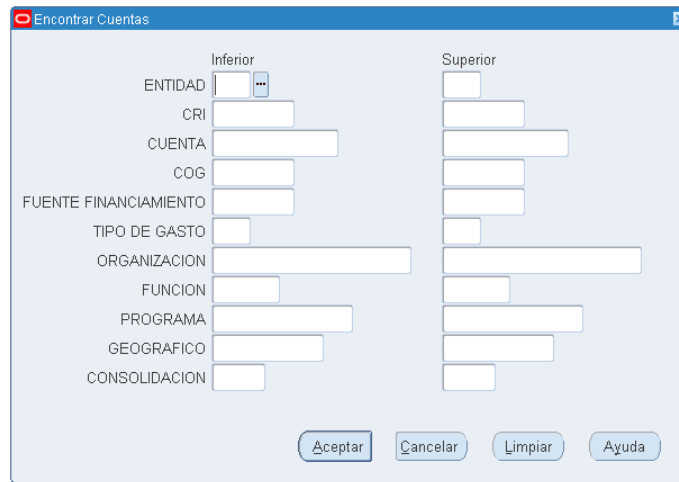 Encontrar Cuentas
Inferior Superior
ENTIDAD
CRI
CUENTA
COG
FUENTE FINANCIAMIENTO
TIPO DE GASTO
ORGANIZACION
FUNCION
PROGRAMA
GEOGRAFICO
CONSOLIDACION
Aceptar Cancelar Limpiar Ayuda